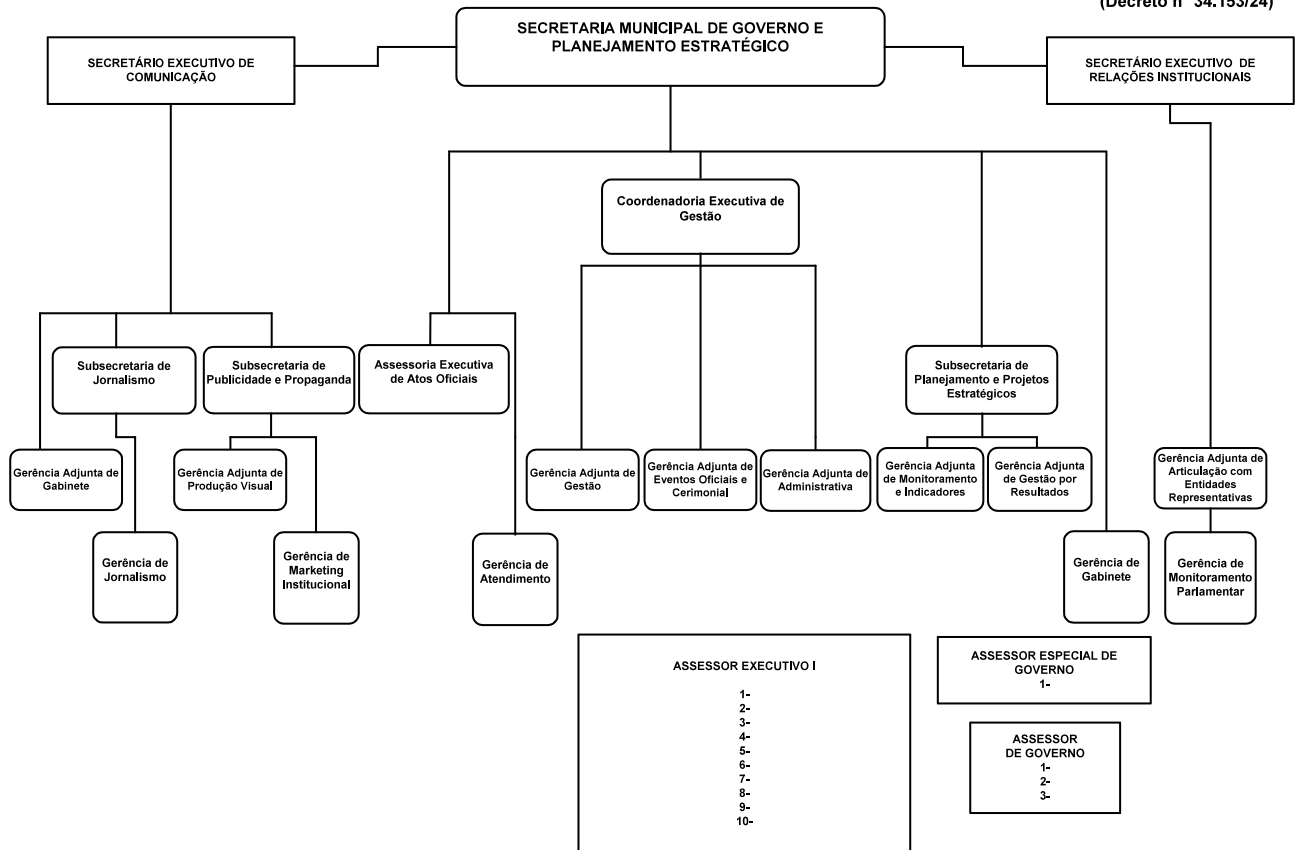 (Decreto nº 34.153/24)
SECRETARIA MUNICIPAL DE GOVERNO E
PLANEJAMENTO ESTRATÉGICO
SECRETÁRIO EXECUTIVO DE
COMUNICAÇÃO
SECRETÁRIO EXECUTIVO DE
RELAÇÕES INSTITUCIONAIS
Coordenadoria Executiva de
Gestão
Subsecretaria de
Jornalismo
Subsecretaria de
Publicidade e Propaganda
Assessoria Executiva
de Atos Oficiais
Subsecretaria de
Planejamento e Projetos
Estratégicos
Gerência Adjunta de
Gabinete
Gerência Adjunta de
Produção Visual
Gerência Adjunta de
Gestão
Gerência Adjunta de
Eventos Oficiais e
Cerimonial
Gerência Adjunta de
Administrativa
Gerência Adjunta
de Monitoramento
e Indicadores
Gerência Adjunta
de Gestão por
Resultados
Gerência Adjunta de
Articulação com
Entidades
Representativas
Gerência de
Jornalismo
Gerência de
Marketing
Institucional
Gerência de
Atendimento
Gerência de
Gabinete
Gerência de
Monitoramento
Parlamentar
ASSESSOR EXECUTIVO I
1-
2-
3-
4-
5-
6-
7-
8-
9-
10-
ASSESSOR ESPECIAL DE
GOVERNO
1-
ASSESSOR
DE GOVERNO
1-
2-
3-